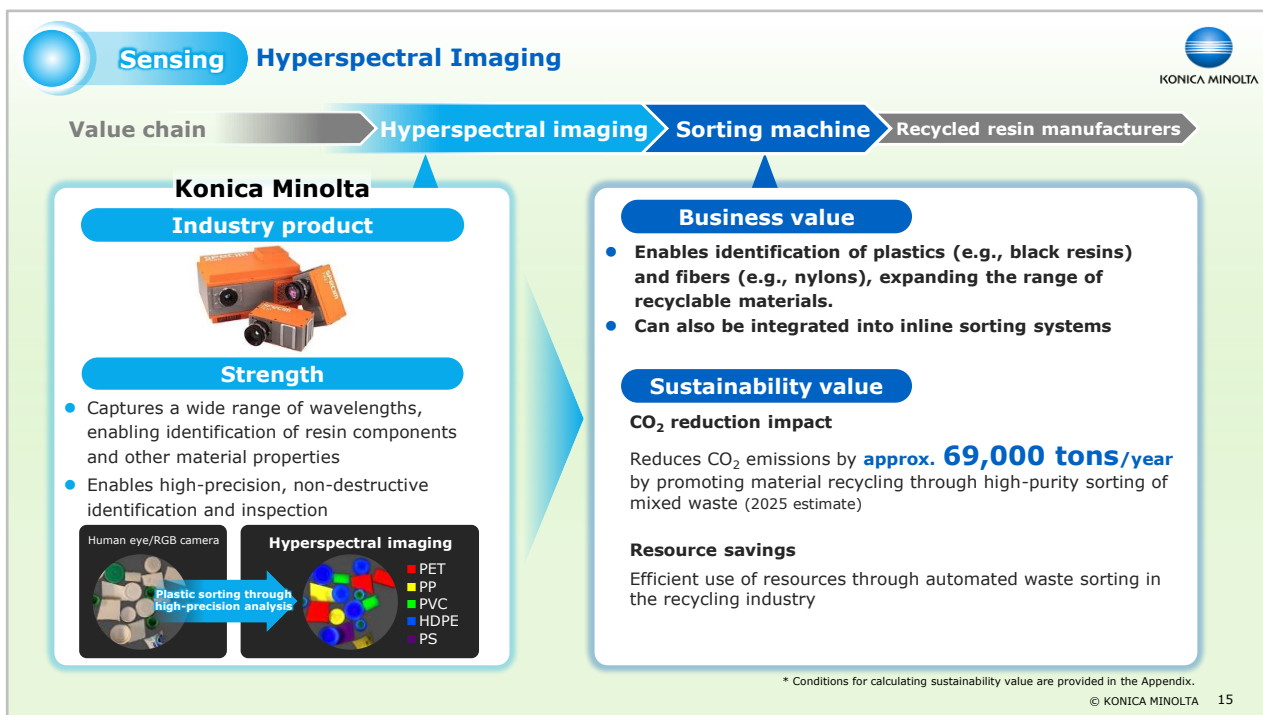 Sensing
Hyperspectral Imaging
KONICA MINOLTA
Value chain
Hyperspectral imaging
Sorting machine
Recycled resin manufacturers
Konica Minolta
Industry product
SPECIM
Strength
● Captures a wide range of wavelengths,
enabling identification of resin components
and other material properties
● Enables high-precision, non-destructive
identification and inspection
Human eye/RGB camera
Plastic sorting through
high-precision analysis
Hyperspectral imaging
PET
PP
PVC
HDPE
PS
Business value
● Enables identification of plastics (e.g., black resins)
and fibers (e.g., nylons), expanding the range of
recyclable materials.
● Can also be integrated into inline sorting systems
Sustainability value
CO₂ reduction impact
Reduces CO₂ emissions by approx. 69,000 tons/year
by promoting material recycling through high-purity sorting of
mixed waste (2025 estimate)
Resource savings
Efficient use of resources through automated waste sorting in
the recycling industry
* Conditions for calculating sustainability value are provided in the Appendix.
© KONICA MINOLTA 15